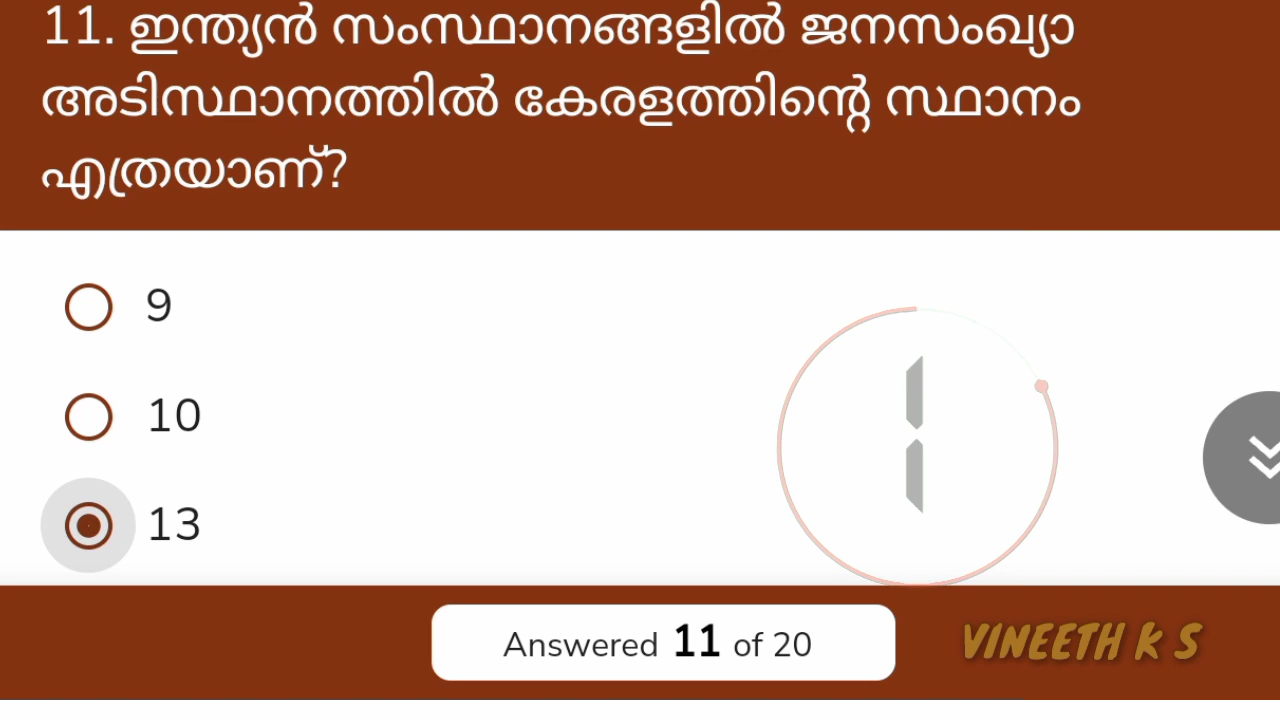 11. ഇന്ത്യൻ സംസ്ഥാനങ്ങളിൽ ജനസംഖ്യാ
അടിസ്ഥാനത്തിൽ കേരളത്തിന്റെ സ്ഥാനം
എത്രയാണ്?
9
10
13
1
Answered 11 of 20
VINEETH K S